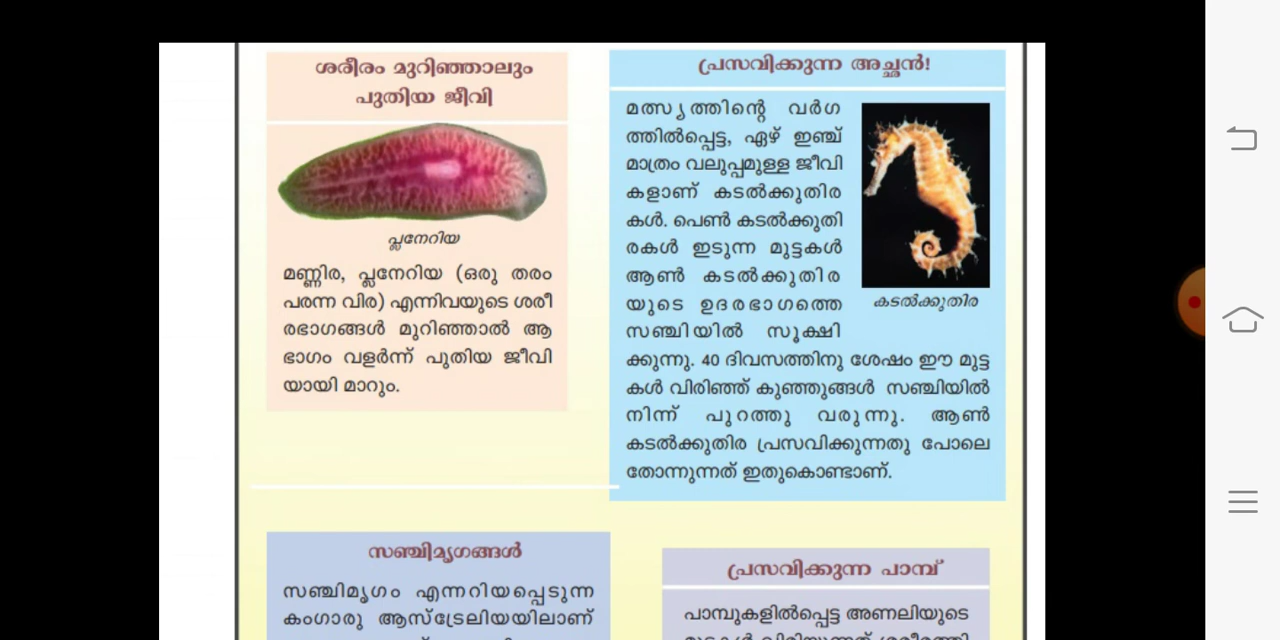 ശരീരം മുറിഞ്ഞാലും
പുതിയ ജീവി
പ്ലനേറിയ
മണ്ണിര, പ്ലനേറിയ (ഒരു തരം
പരന്ന വിര) എന്നിവയുടെ ശരീ
രഭാഗങ്ങൾ മുറിഞ്ഞാൽ ആ
ഭാഗം വളർന്ന് പുതിയ ജീവി
യായി മാറും.
പ്രസവിക്കുന്ന അച്ഛൻ!
മത്സ്യത്തിന്റെ വർഗ
ത്തിൽപ്പെട്ട, ഏഴ് ഇഞ്ച്
മാത്രം വലുപ്പമുള്ള ജീവി
കളാണ് കടൽക്കുതിര
കൾ. പെൺ കടൽക്കുതി
രകൾ ഇടുന്ന മുട്ടകൾ
ആൺ കടൽക്കുതിര
യുടെ ഉദരഭാഗത്തെ
സഞ്ചിയിൽ സൂക്ഷി
ക്കുന്നു. 40 ദിവസത്തിനു ശേഷം ഈ മുട്ട
കൾ വിരിഞ്ഞ് കുഞ്ഞുങ്ങൾ സഞ്ചിയിൽ
നിന്ന് പുറത്തു വരുന്നു. ആൺ
കടൽക്കുതിര പ്രസവിക്കുന്നതു പോലെ
തോന്നുന്നത് ഇതുകൊണ്ടാണ്.
കടൽക്കുതിര
സഞ്ചിമൃഗങ്ങൾ
സഞ്ചിമൃഗം എന്നറിയപ്പെടുന്ന
കംഗാരു ആസ്ട്രേലിയയിലാണ്
പ്രസവിക്കുന്ന പാമ്പ്
പാമ്പുകളിൽപ്പെട്ട അണലിയുടെ